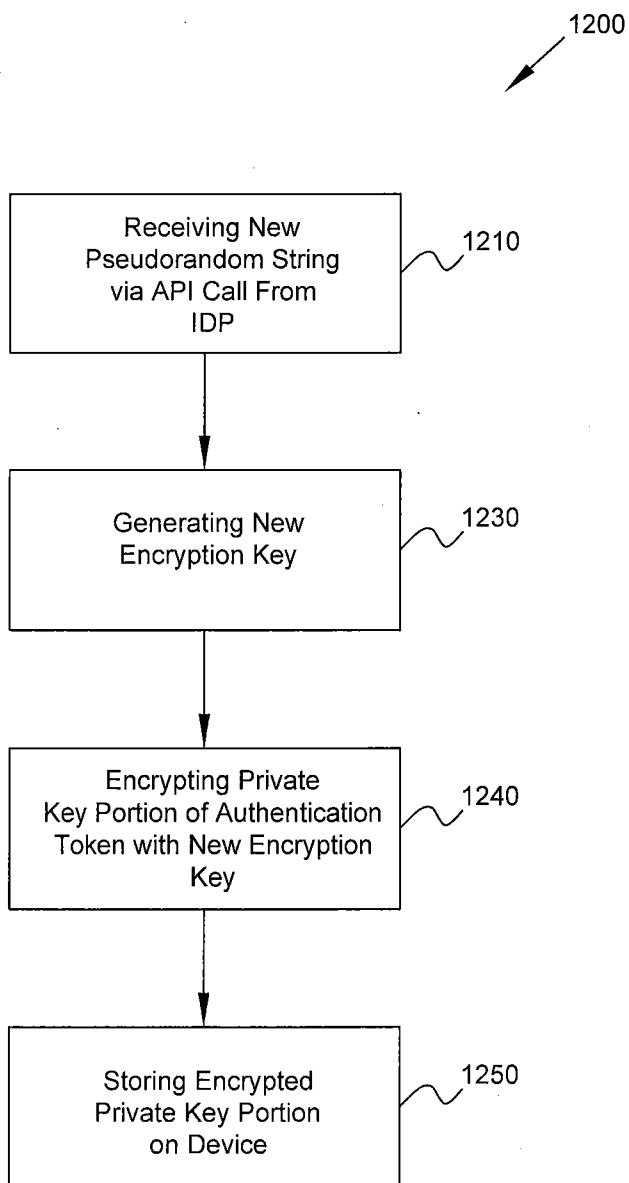 1200
Receiving New
Pseudorandom String
via API Call From
IDP
1210
Generating New
Encryption Key
1230
Encrypting Private
Key Portion of Authentication
Token with New Encryption
Key
1240
Storing Encrypted
Private Key Portion
on Device
1250